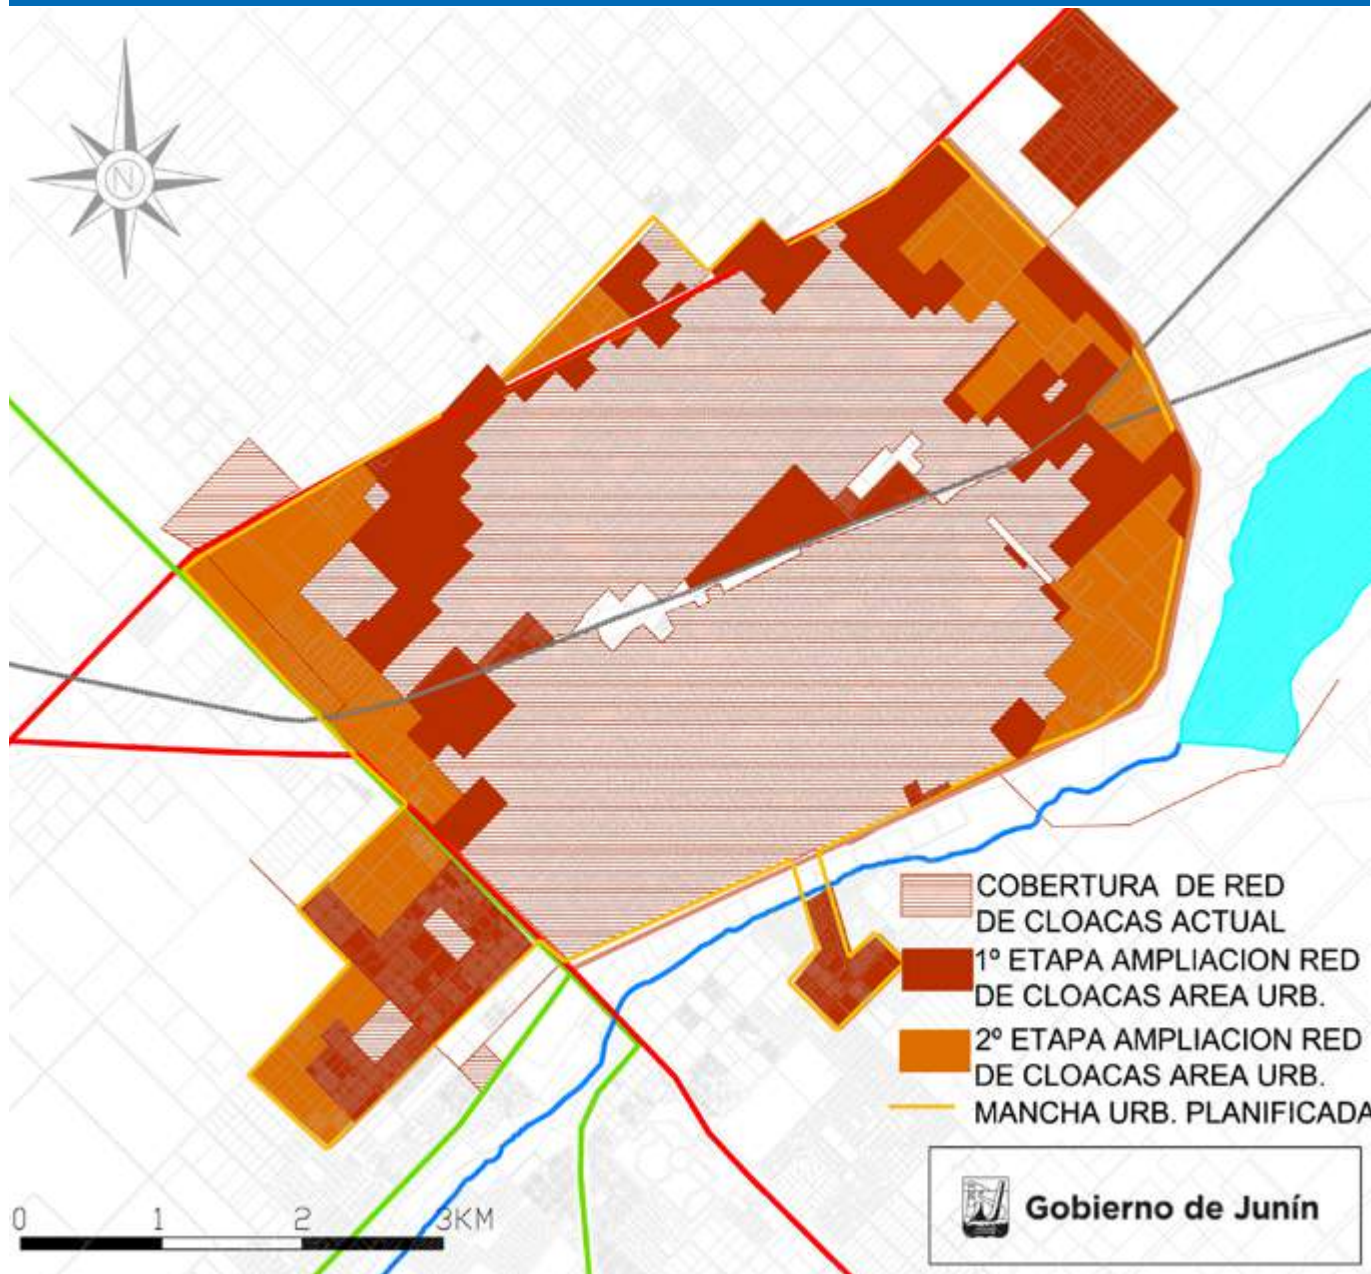 N
COBERTURA DE RED
DE CLOACAS ACTUAL
1º ETAPA AMPLIACION RED
DE CLOACAS AREA URB.
2º ETAPA AMPLIACION RED
DE CLOACAS AREA URB.
MANCHA URB. PLANIFICADA
Gobierno de Junín
0 1 2 3KM